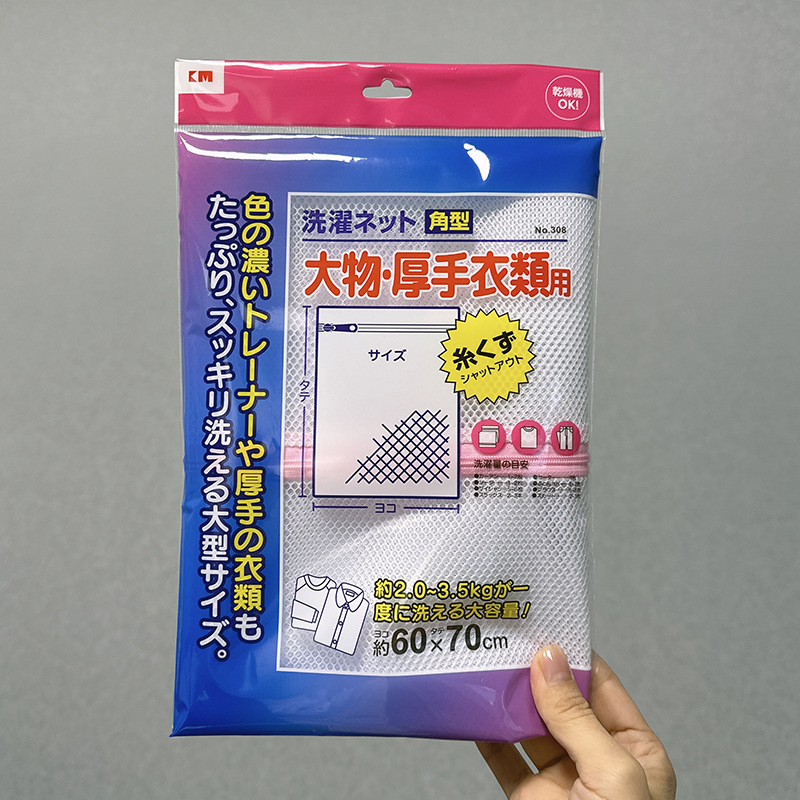 KM
乾燥機
OK!
色の濃いトレーナーや厚手の衣類も
たっぷり、スッキリ洗える大型サイズ。
洗濯ネット 角型
No.308
大物・厚手衣類用
サイズ
タテ
ヨコ
糸くず
シャットアウト
洗濯量の目安
約2.0~3.5kgが一
度に洗える大容量!
ヨコ タテ
約60×70cm